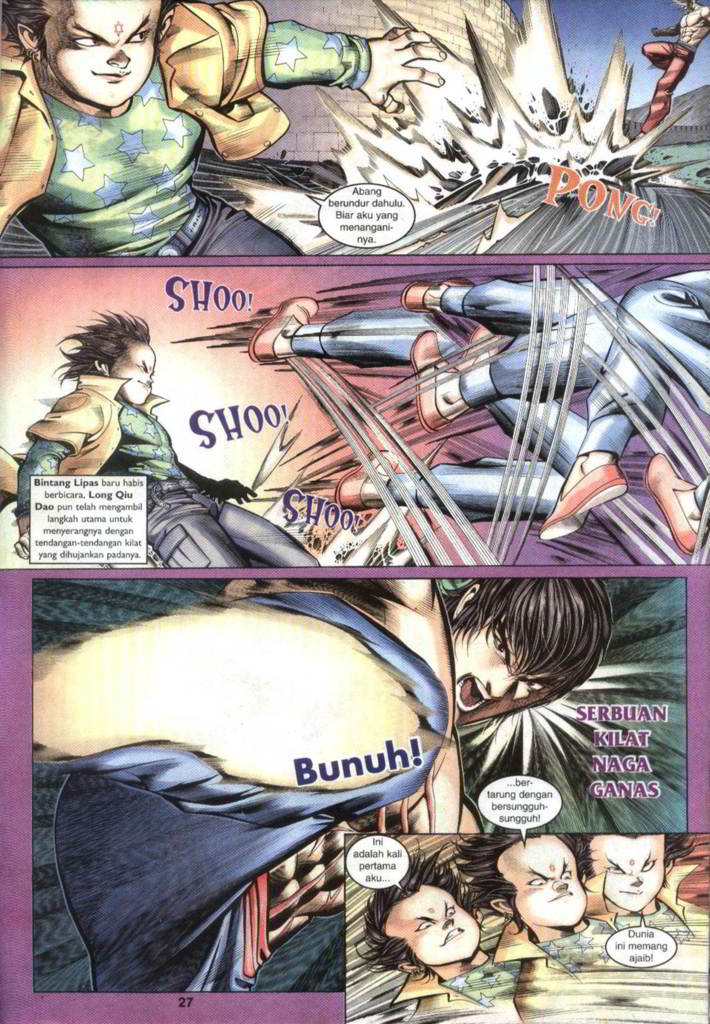 Abang
berundur dahulu.
Biar aku yang
menangani-
nya.
PONG!
SHOO!
SHOO!
SHOO!
Bintang Lipas baru habis
berbicara, Long Qiu
Dao pun telah mengambil
langkah utama untuk
menyerangnya dengan
tendangan-tendangan kilat
yang dihujankan padanya.
Bunuh!
SERBUAN
KILAT
NAGA
GANAS
Ini
adalah kali
pertama
aku...
...ber-
tarung dengan
bersungguh-
sungguh!
Dunia
ini memang
ajaib!
27